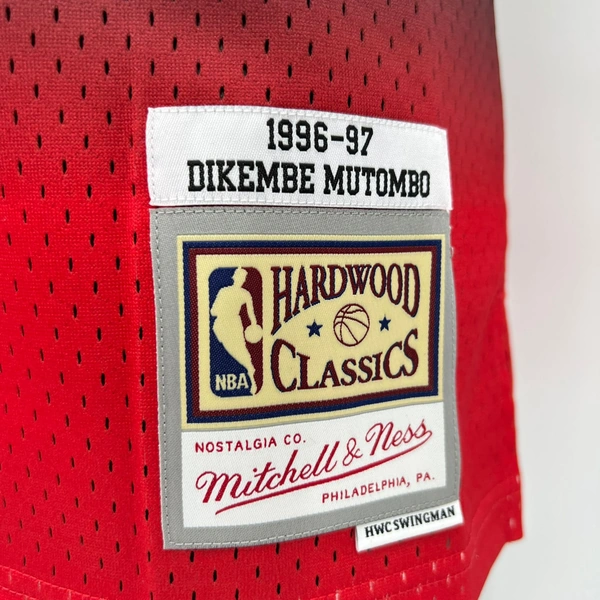 1996-97
DIKEMBE MUTOMBO
HARDWOOD
CLASSICS
NBA
NOSTALGIA CO.
Mitchell & Ness
PHILADELPHIA, PA.
HWC SWINGMAN